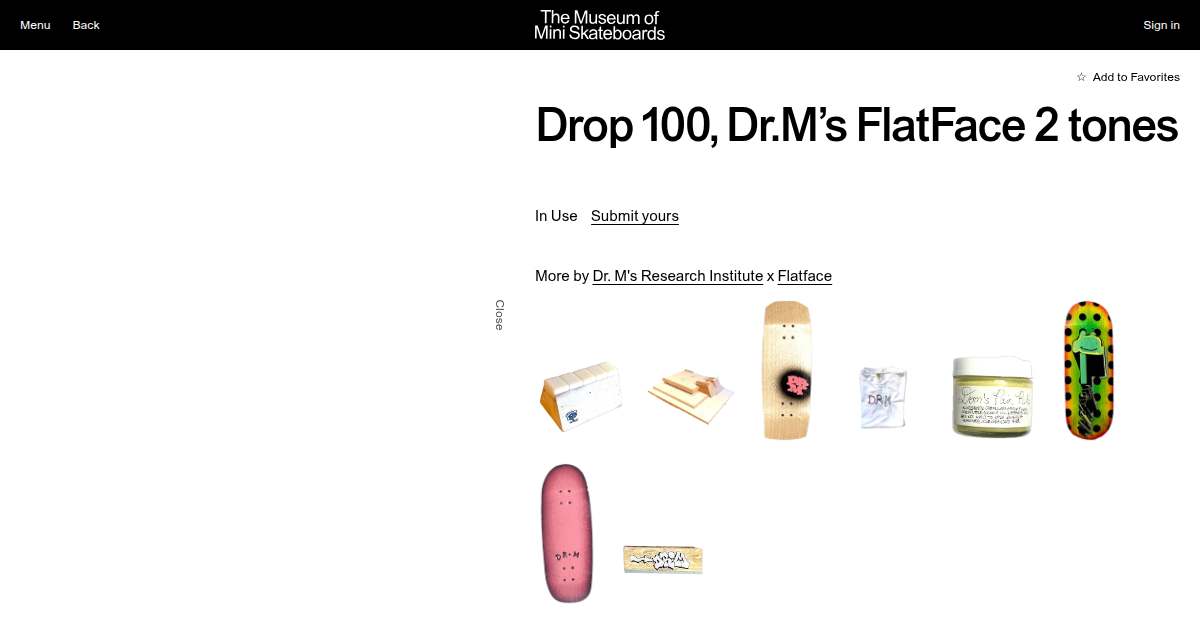 Menu
Back
The Museum of
Mini Skateboards
Sign in
☆ Add to Favorites
Drop 100, Dr.M’s FlatFace 2 tones
In Use Submit yours
More by Dr. M's Research Institute x Flatface
Close
DRM
DR•M